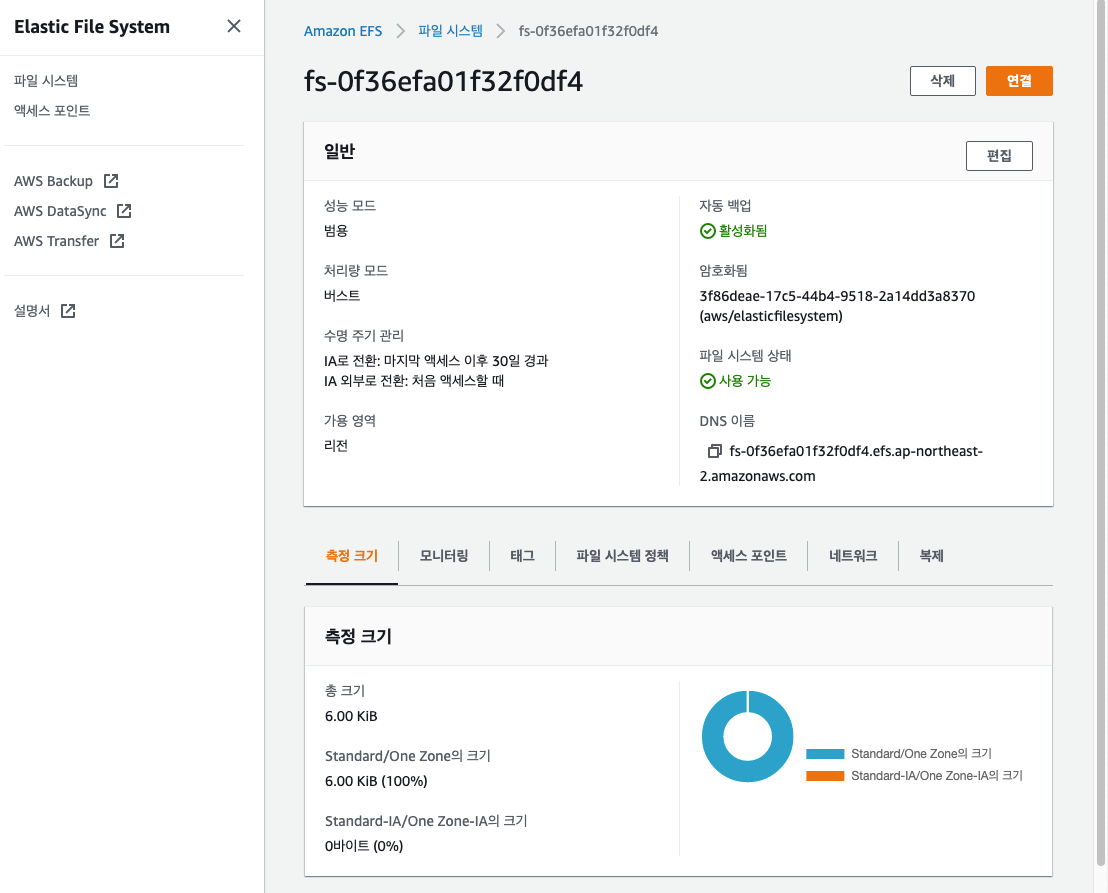 Elastic File System
파일 시스템
액세스 포인트
AWS Backup
AWS DataSync
AWS Transfer
설명서
Amazon EFS
파일 시스템
fs-0f36efa01f32f0df4
fs-0f36efa01f32f0df4
삭제
연결
일반
편집
성능 모드
범용
처리량 모드
버스트
수명 주기 관리
IA로 전환: 마지막 액세스 이후 30일 경과
IA 외부로 전환: 처음 액세스할 때
가용 영역
리전
자동 백업
활성화됨
암호화됨
3f86deae-17c5-44b4-9518-2a14dd3a8370
(aws/elasticfilesystem)
파일 시스템 상태
사용 가능
DNS 이름
fs-0f36efa01f32f0df4.efs.ap-northeast-
2.amazonaws.com
측정 크기
모니터링
태그
파일 시스템 정책
액세스 포인트
네트워크
복제
측정 크기
총 크기
6.00 KiB
Standard/One Zone의 크기
6.00 KiB (100%)
Standard-IA/One Zone-IA의 크기
0바이트 (0%)
Standard/One Zone의 크기
Standard-IA/One Zone-IA의 크기